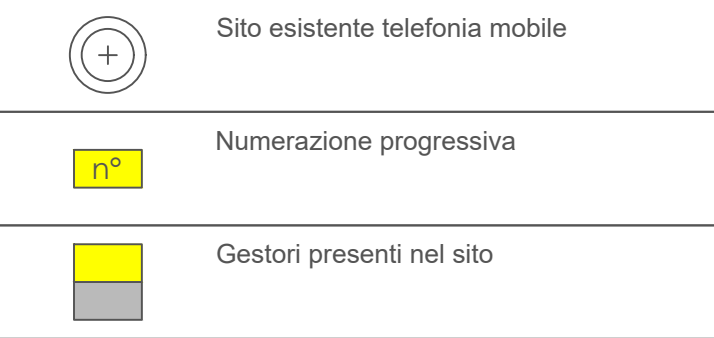 Sito esistente telefonia mobile
Numerazione progressiva
n°
Gestori presenti nel sito